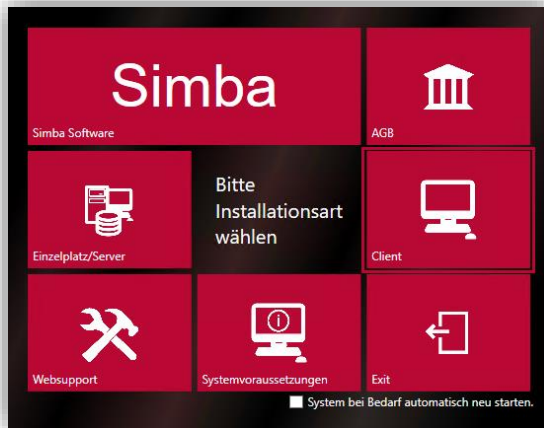 Simba
Simba Software
AGB
Bitte
Installationsart
wählen
Einzelplatz/Server
Client
Websupport
Systemvoraussetzungen
Exit
System bei Bedarf automatisch neu starten.